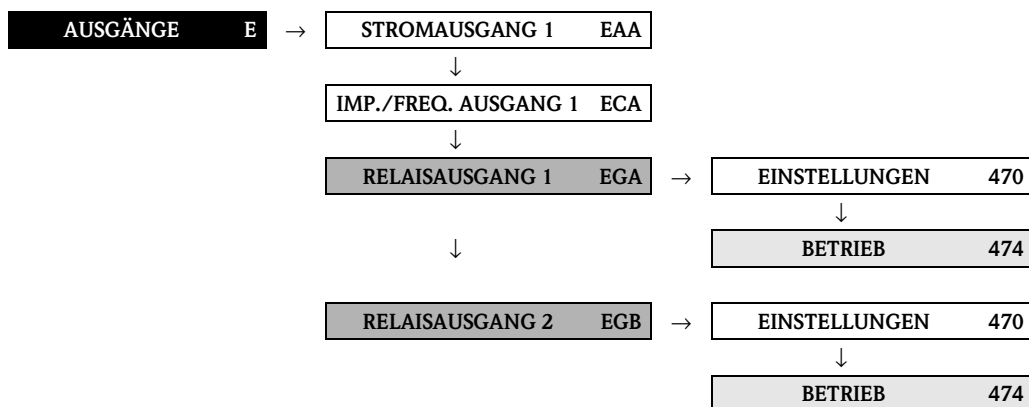 AUSGÄNGE E → STROMAUSGANG 1 EAA
↓
IMP./FREQ. AUSGANG 1 ECA
↓
RELAISAUSGANG 1 EGA → EINSTELLUNGEN 470
↓
↓ BETRIEB 474
RELAISAUSGANG 2 EGB → EINSTELLUNGEN 470
↓
BETRIEB 474